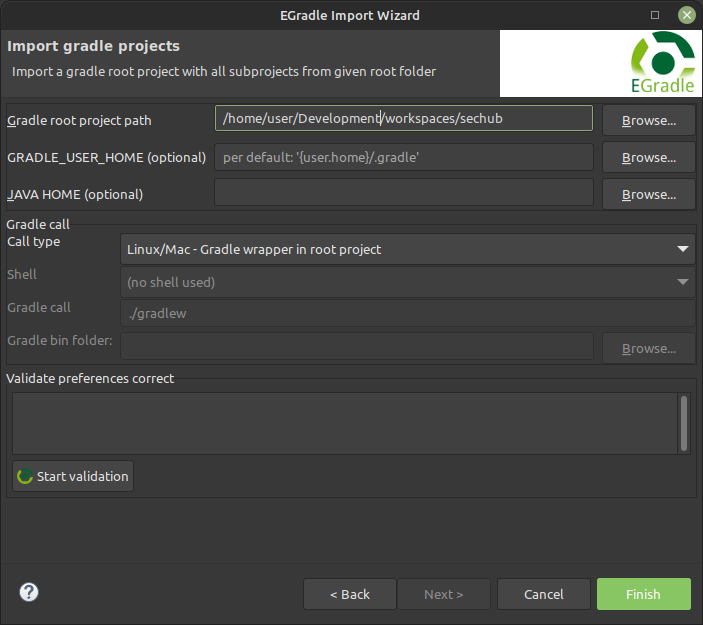 EGradle Import Wizard
Import gradle projects
Import a gradle root project with all subprojects from given root folder
EGradle
Gradle root project path
/home/user/Development/workspaces/sechub
Browse...
GRADLE_USER_HOME (optional)
per default: '{user.home}/.gradle'
Browse...
JAVA HOME (optional)
Browse...
Gradle call
Call type
Linux/Mac - Gradle wrapper in root project
Shell
(no shell used)
Gradle call
./gradlew
Gradle bin folder:
Browse...
Validate preferences correct
Start validation
?
< Back
Next >
Cancel
Finish